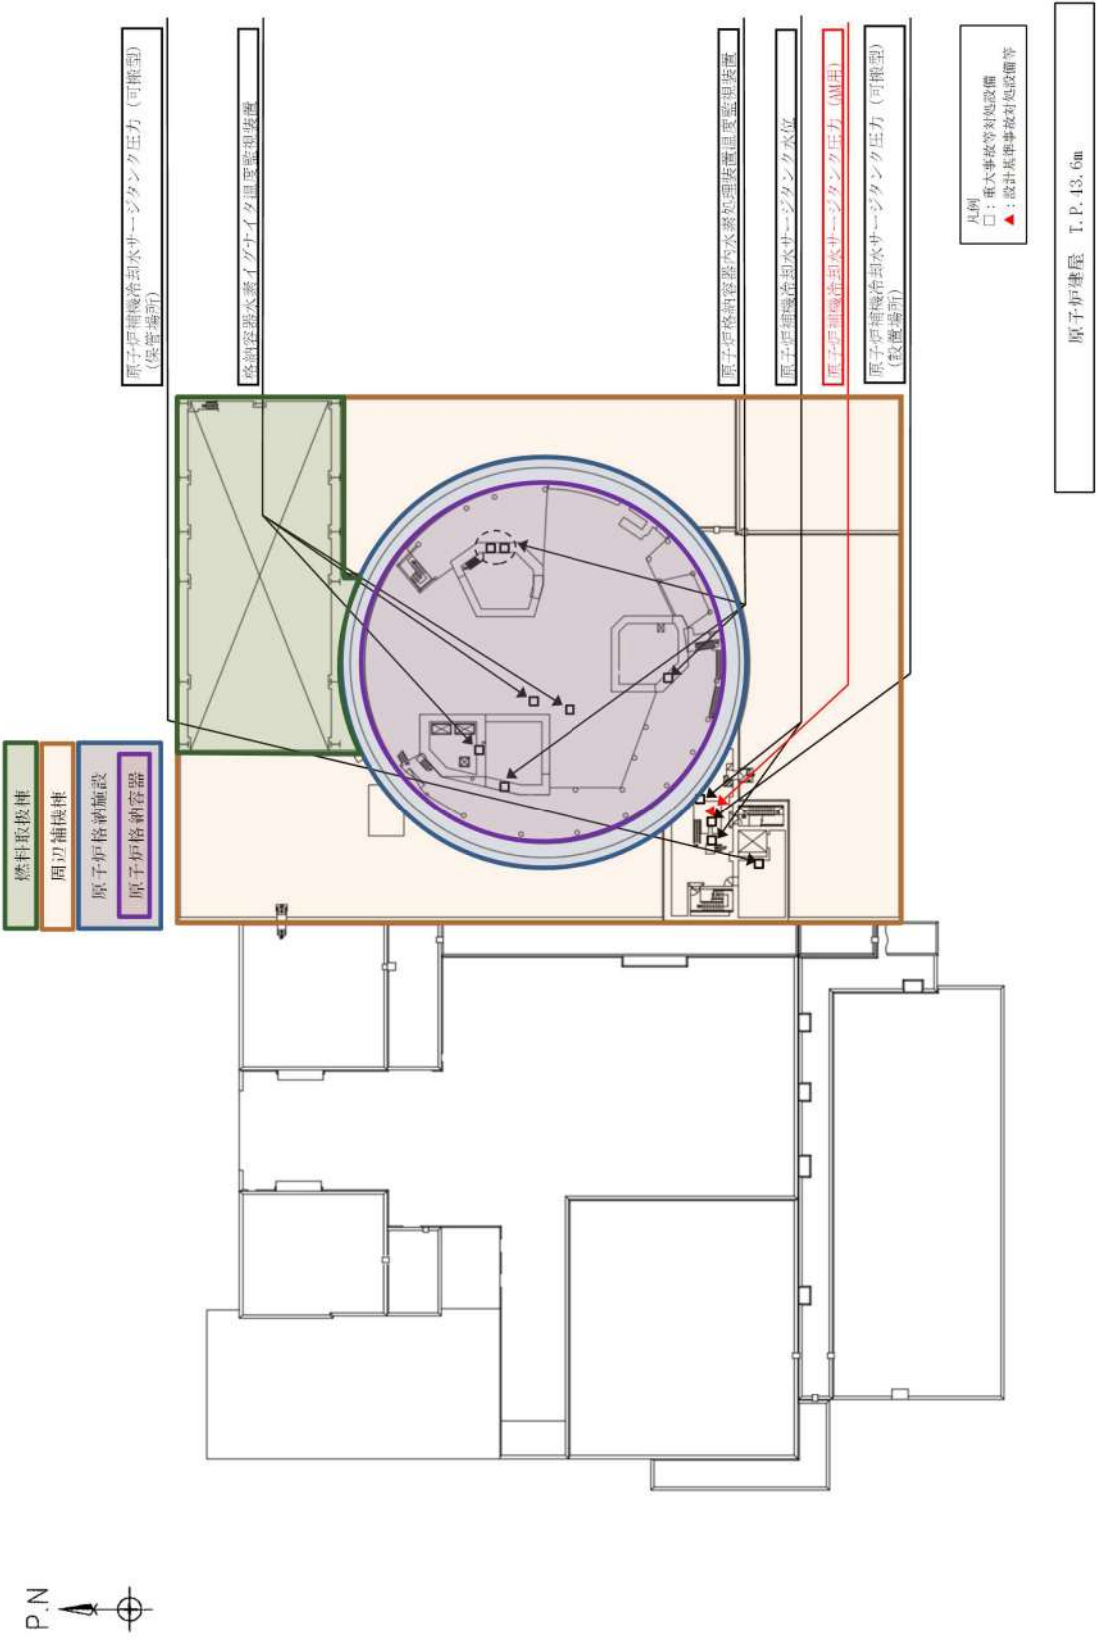 原子炉補機冷却水サージタンク圧力（可搬型）
（保管場所）
格納容器水素イグナイタ温度監視装置
原子炉格納容器内水素処理装置温度監視装置
原子炉補機冷却水サージタンク水位
原子炉補機冷却水サージタンク圧力（AM用）
原子炉補機冷却水サージタンク圧力（可搬型）
（設置場所）
凡例
□：重大事故等対処設備
▲：設計基準事故対処設備等
原子炉建屋 T.P.43.6m
燃料取扱棟
周辺補機棟
原子炉格納施設
原子炉格納容器
P.N